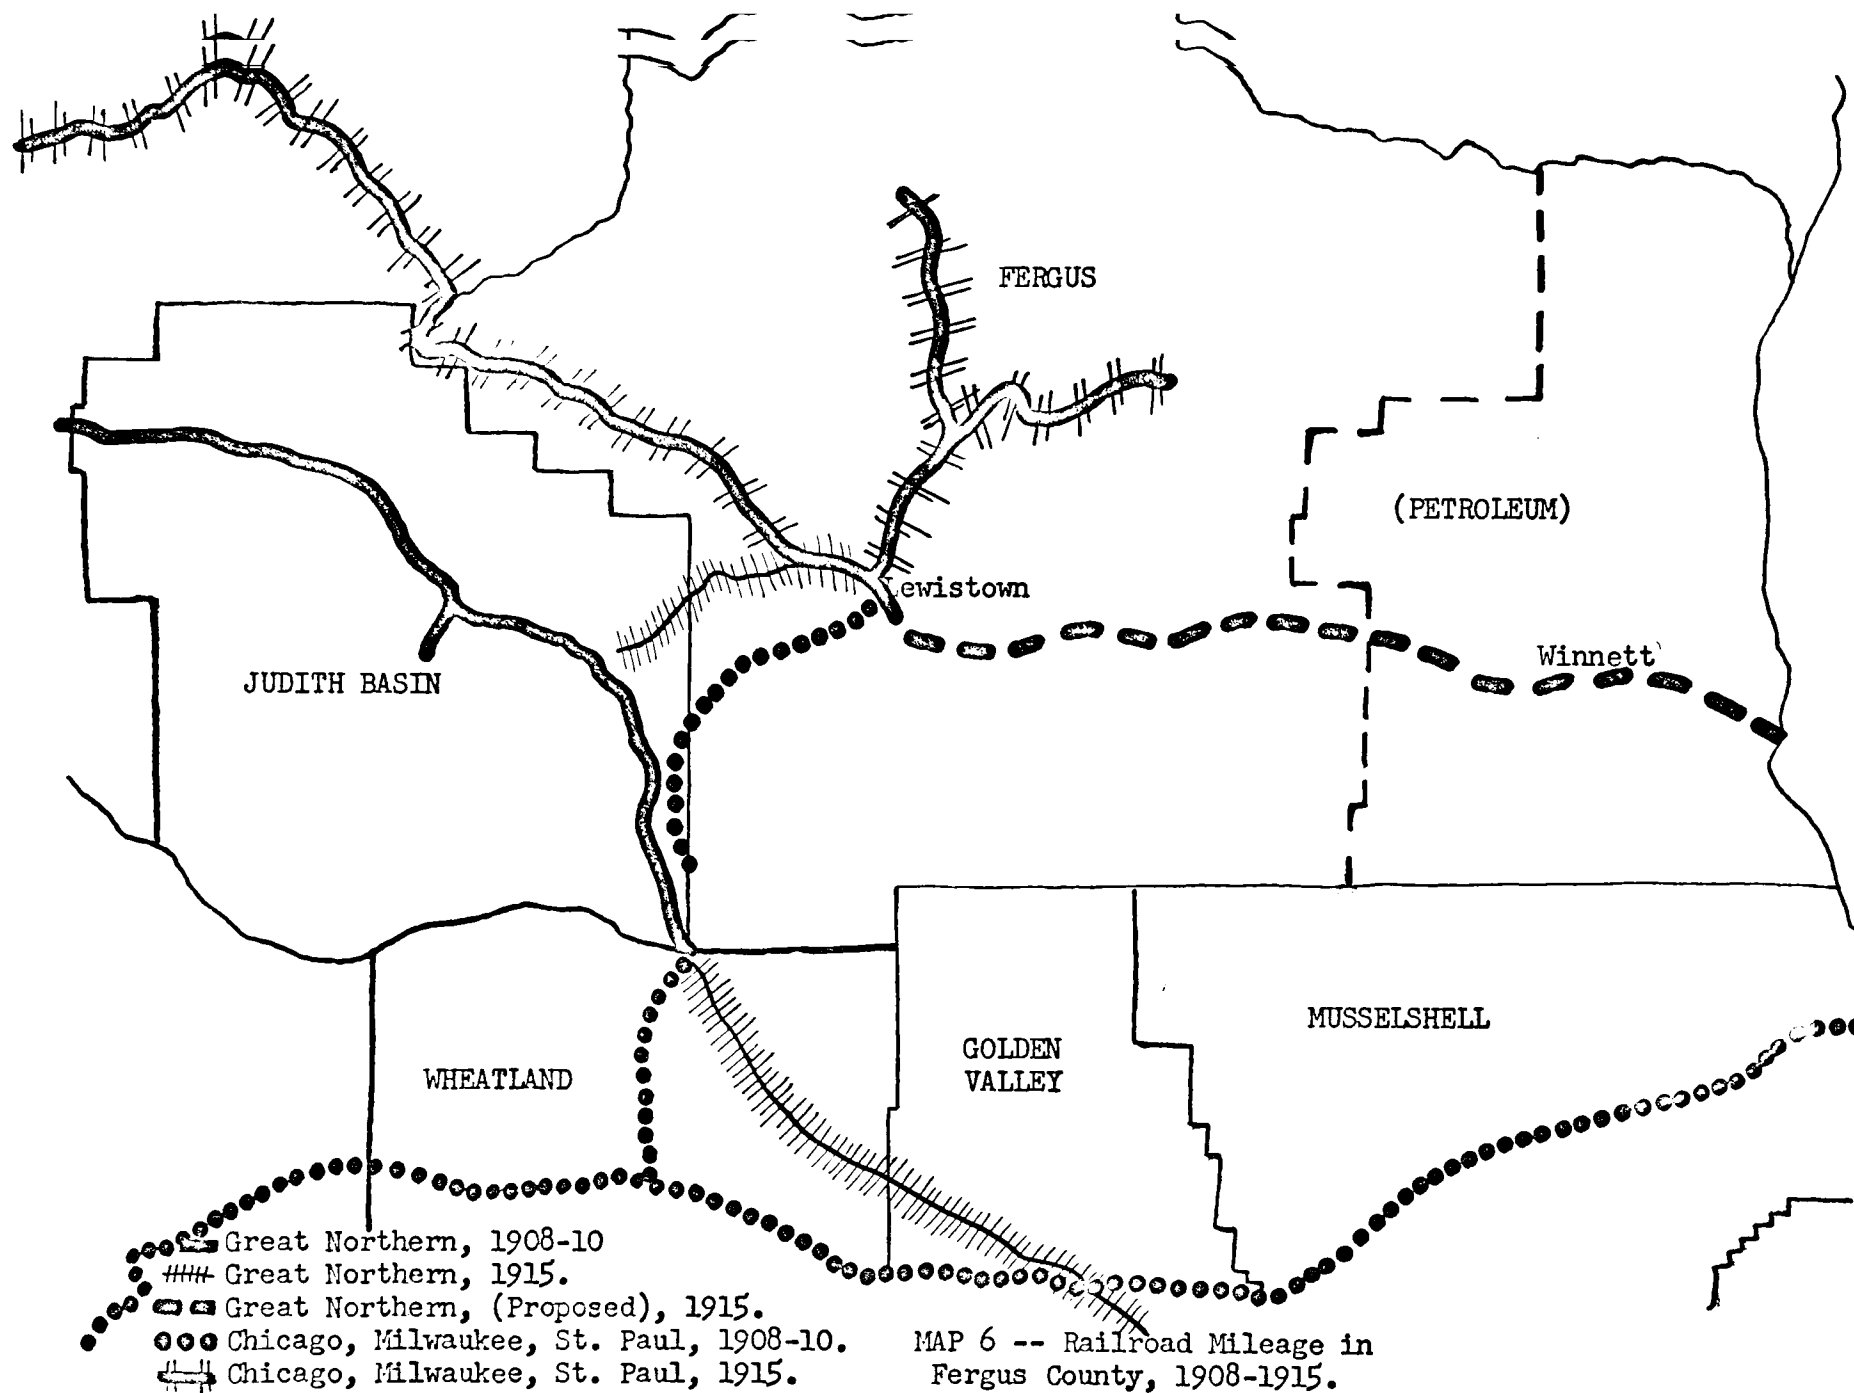 FERGUS
(PETROLEUM)
Lewistown
Winnett
JUDITH BASIN
MUSSELSHELL
GOLDEN
VALLEY
WHEATLAND
Great Northern, 1908-10
Great Northern, 1915.
Great Northern, (Proposed), 1915.
Chicago, Milwaukee, St. Paul, 1908-10.
Chicago, Milwaukee, St. Paul, 1915.
MAP 6 -- Railroad Mileage in
Fergus County, 1908-1915.